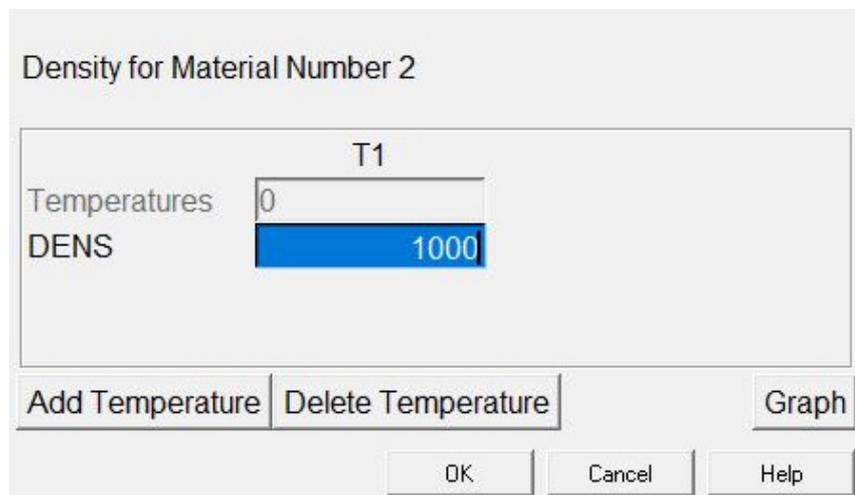 Density for Material Number 2
T1
Temperatures 0
DENS 1000
Add Temperature Delete Temperature Graph
OK Cancel Help